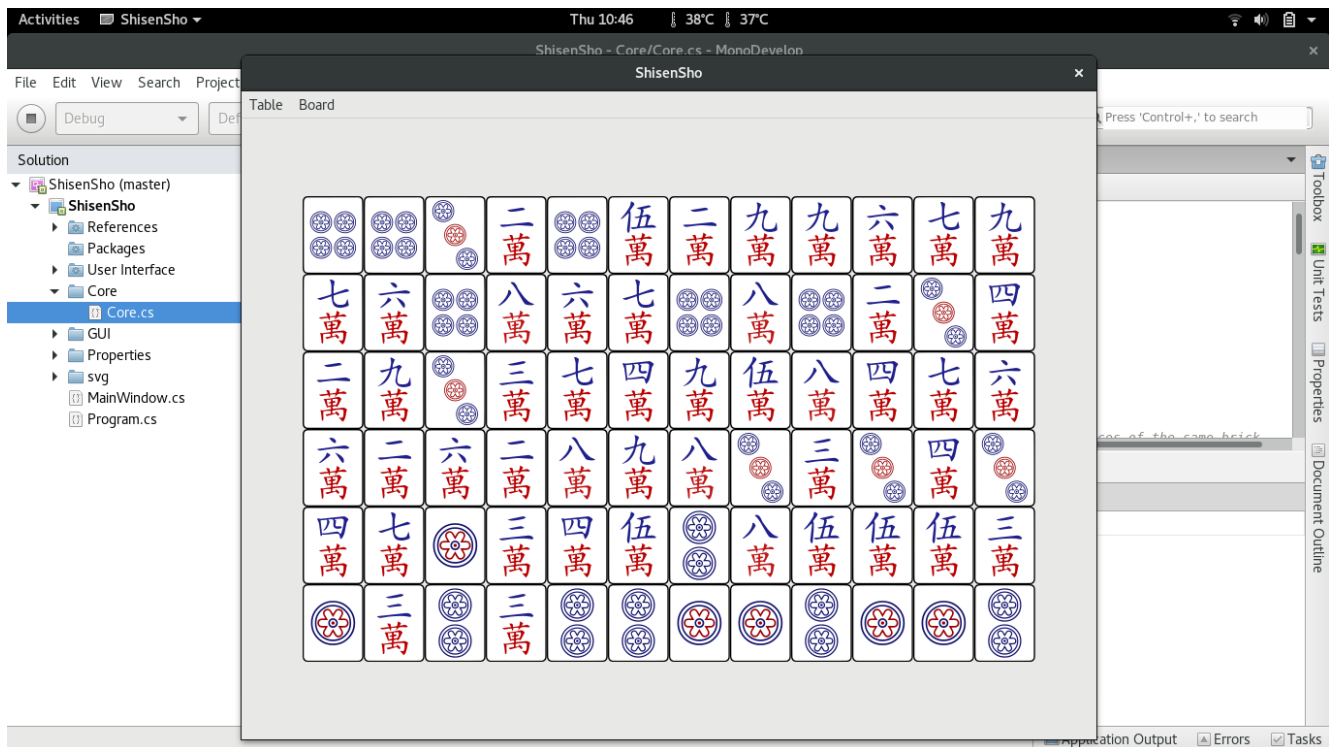 Activities ShisenSho Thu 10:46 38°C 37°C
ShisenSho - Core/Core.cs - MonoDevelop
ShisenSho
File Edit View Search Project
Table Board
Debug Def
Press 'Control+,' to search
Solution
ShisenSho (master)
ShisenSho
References
Packages
User Interface
Core
Core.cs
GUI
Properties
svg
MainWindow.cs
Program.cs
二萬 伍萬 二萬 九萬 九萬 六萬 七萬 九萬
七萬 六萬 八萬 六萬 七萬 八萬 二萬 四萬
二萬 九萬 三萬 七萬 四萬 九萬 伍萬 八萬 四萬 七萬 六萬
六萬 二萬 六萬 二萬 八萬 九萬 八萬 三萬 四萬
四萬 七萬 三萬 四萬 伍萬 八萬 伍萬 伍萬 伍萬 三萬
三萬 三萬
Toolbox
Unit Tests
Properties
Document Outline
of the same brick
Application Output Errors Tasks